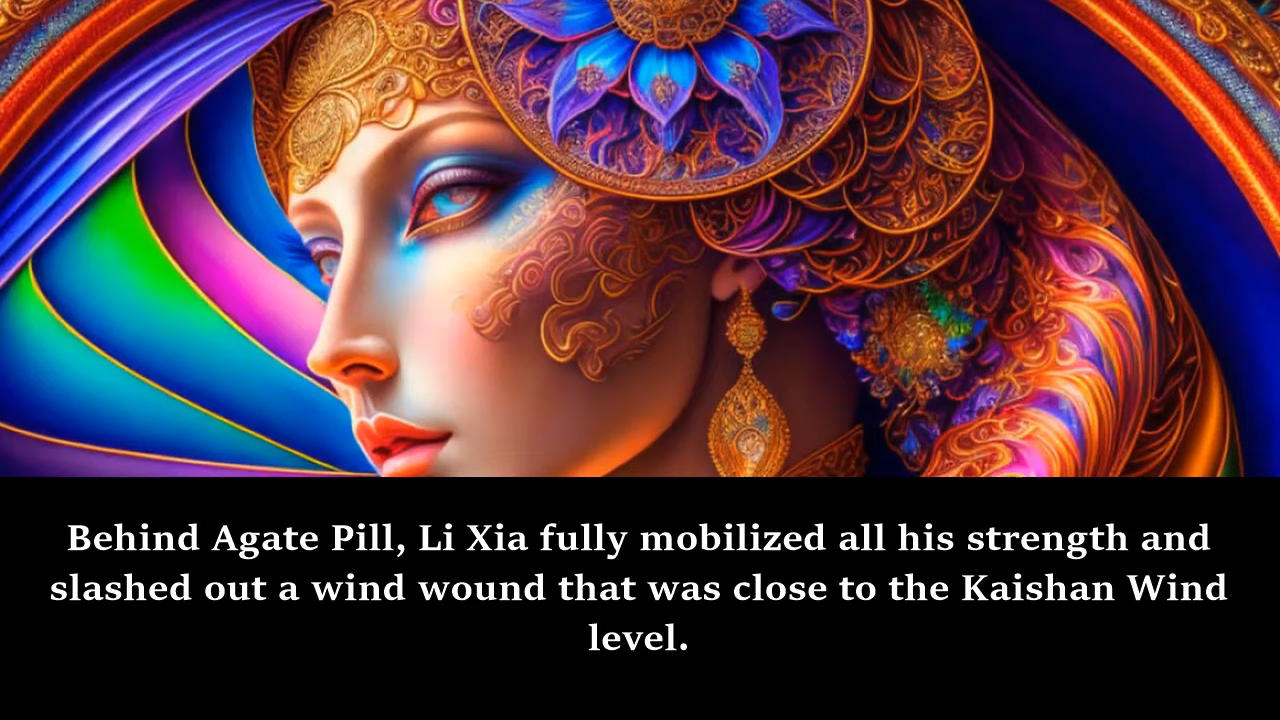 Behind Agate Pill, Li Xia fully mobilized all his strength and
slashed out a wind wound that was close to the Kaishan Wind
level.